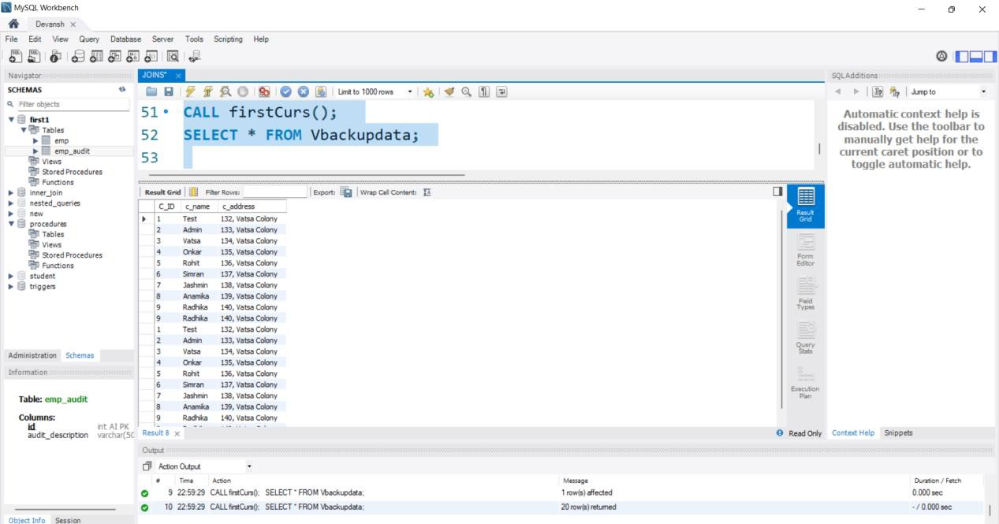 MySQL Workbench
Devansh
File Edit View Query Database Server Tools Scripting Help
Navigator
SCHEMAS
Filter objects
first1
Tables
emp
emp_audit
Views
Stored Procedures
Functions
inner_join
nested_queries
new
procedures
Tables
Views
Stored Procedures
Functions
student
triggers
Administration Schemas
Information
Table: emp_audit
Columns:
id int AI PK
audit_description varchar(50
Object Info Session
JOINS*
Limit to 1000 rows
51 CALL firstCurs();
52 SELECT * FROM Vbackupdata;
53
Result Grid Filter Rows: Export: Wrap Cell Content:
C_ID c_name c_address
1 Test 132, Vatsa Colony
2 Admin 133, Vatsa Colony
3 Vatsa 134, Vatsa Colony
4 Onkar 135, Vatsa Colony
5 Rohit 136, Vatsa Colony
6 Simran 137, Vatsa Colony
7 Jashmin 138, Vatsa Colony
8 Anamika 139, Vatsa Colony
9 Radhika 140, Vatsa Colony
9 Radhika 140, Vatsa Colony
1 Test 132, Vatsa Colony
2 Admin 133, Vatsa Colony
3 Vatsa 134, Vatsa Colony
4 Onkar 135, Vatsa Colony
5 Rohit 136, Vatsa Colony
6 Simran 137, Vatsa Colony
7 Jashmin 138, Vatsa Colony
8 Anamika 139, Vatsa Colony
9 Radhika 140, Vatsa Colony
Result
Grid
Form
Editor
Field
Types
Query
Stats
Execution
Plan
Result 8
Read Only
SQLAdditions
Jump to
Automatic context help is
disabled. Use the toolbar to
manually get help for the
current caret position or to
toggle automatic help.
Context Help Snippets
Output
Action Output
# Time Action Message Duration / Fetch
9 22:59:29 CALL firstCurs(); SELECT * FROM Vbackupdata; 1 row(s) affected 0.000 sec
10 22:59:29 CALL firstCurs(); SELECT * FROM Vbackupdata; 20 row(s) returned - / 0.000 sec